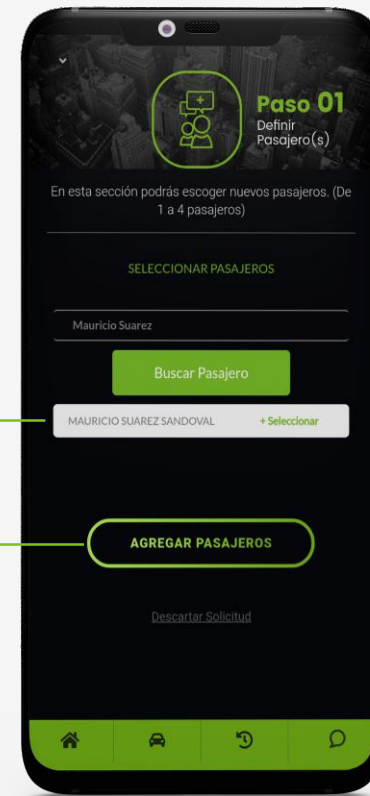 Paso 01
Definir
Pasajero(s)
En esta sección podrás escoger nuevos pasajeros. (De
1 a 4 pasajeros)
SELECCIONAR PASAJEROS
Mauricio Suarez
Buscar Pasajero
MAURICIO SUAREZ SANDOVAL + Seleccionar
AGREGAR PASAJEROS
Descartar Solicitud